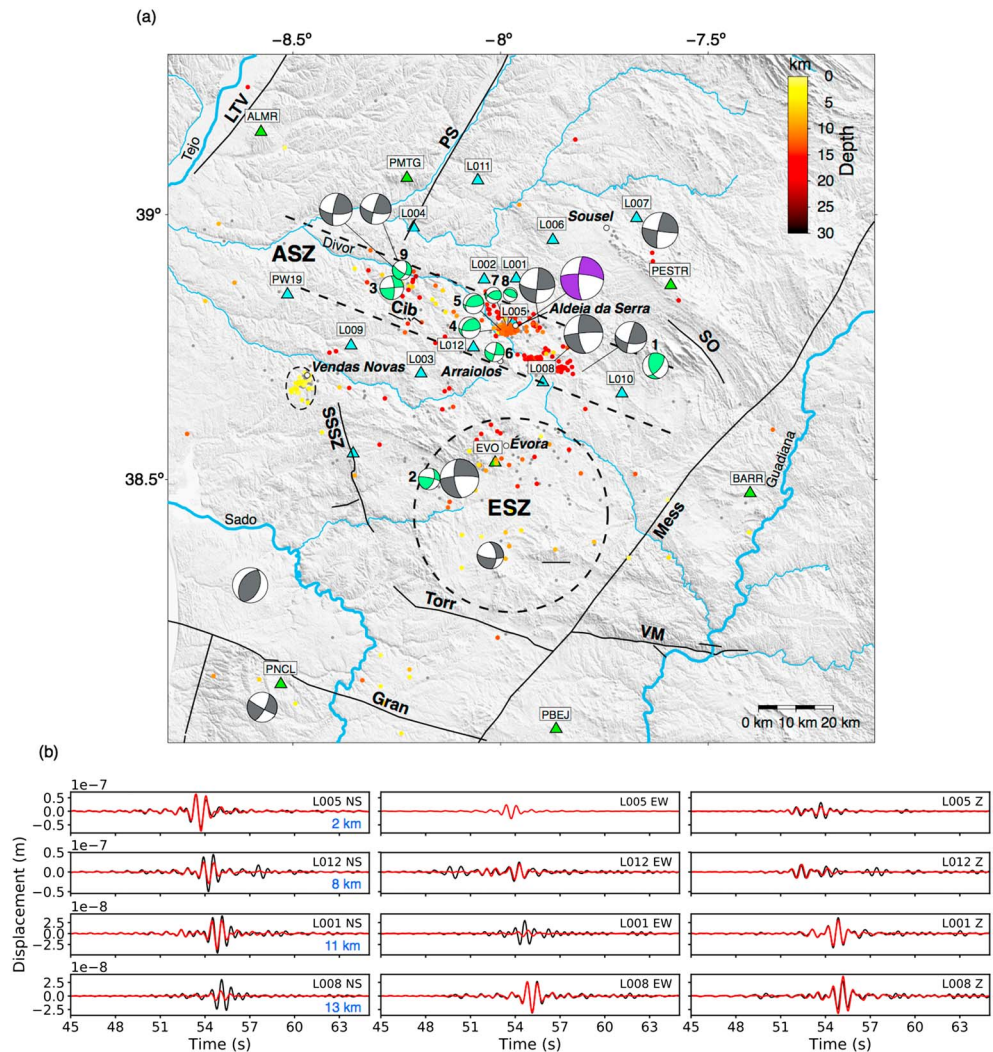 (a)
−8.5° −8° −7.5°
km
0
5
10
15
20
25
30
Depth
LTV
ALMR
Tejo
PS
PMTG
L011
L004
L007
39°
Sousel
L006
Divor
ASZ
9
PESTR
L002
L001
7
8
PW19
3
5
L005
Aldeia da Serra
Cib
4
SO
L009
L012
6
1
L003
Arraiolos
L008
Vendas Novas
L010
SSSZ
Évora
EVO
2
38.5°
BARR
Guadiana
ESZ
Sado
Mess
Torr
VM
PNCL
Gran
PBEJ
0 km 10 km 20 km
(b)
Displacement (m)
1e−7
0.5
0.0
−0.5
L005 NS
2 km
L005 EW
L005 Z
1e−7
0.5
0.0
−0.5
L012 NS
8 km
L012 EW
L012 Z
1e−8
2.5
0.0
−2.5
L001 NS
11 km
L001 EW
L001 Z
1e−8
2.5
0.0
−2.5
L008 NS
13 km
L008 EW
L008 Z
45 48 51 54 57 60 63 45 48 51 54 57 60 63 45 48 51 54 57 60 63
Time (s) Time (s) Time (s)